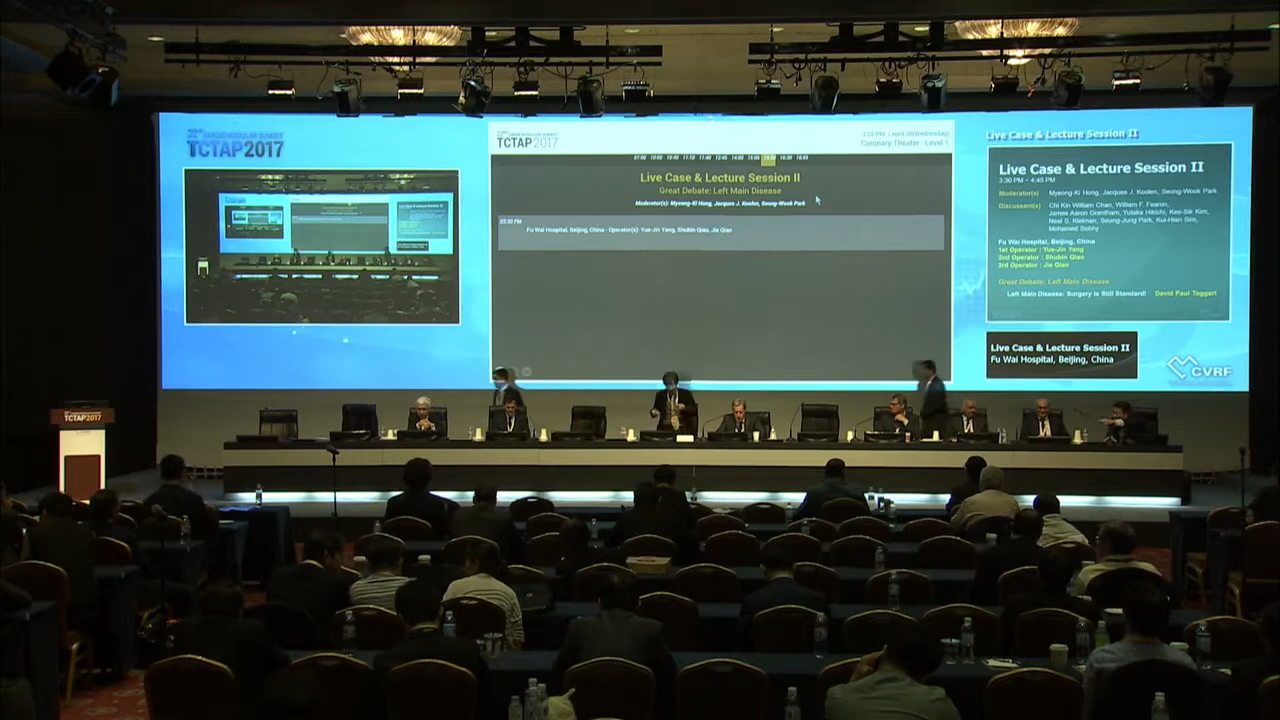 CARDIOVASCULAR SUMMIT
TCTAP2017
TCTAP 2017
3:28 PM | April 26(Wednesday)
Coronary Theater - Level 1
Live Case & Lecture Session II
Great Debate: Left Main Disease
Moderator(s): Myeong-Ki Hong, Jacques J. Koolen, Seung-Wook Park
03:30 PM
Fu Wai Hospital, Beijing, China - Operator(s): Yue-Jin Yang, Shubin Qiao, Jie Qian
Live Case & Lecture Session II
Live Case & Lecture Session II
3:30 PM ~ 4:45 PM
Moderator(s) Myeong-Ki Hong, Jacques J. Koolen, Seong-Wook Park
Discussant(s) Chi Kin William Chan, William F. Fearon,
James Aaron Grantham, Yutaka Hikichi, Kee-Sik Kim,
Neal S. Kleiman, Seung-Jung Park, Kui-Hian Sim,
Mohamed Sobhy
Fu Wai Hospital, Beijing, China
1st Operator : Yue-Jin Yang
2nd Operator : Shubin Qiao
3rd Operator : Jie Qian
Great Debate: Left Main Disease
Left Main Disease: Surgery Is Still Standard! David Paul Taggart
Live Case & Lecture Session II
Fu Wai Hospital, Beijing, China
CVRF
TCTAP2017